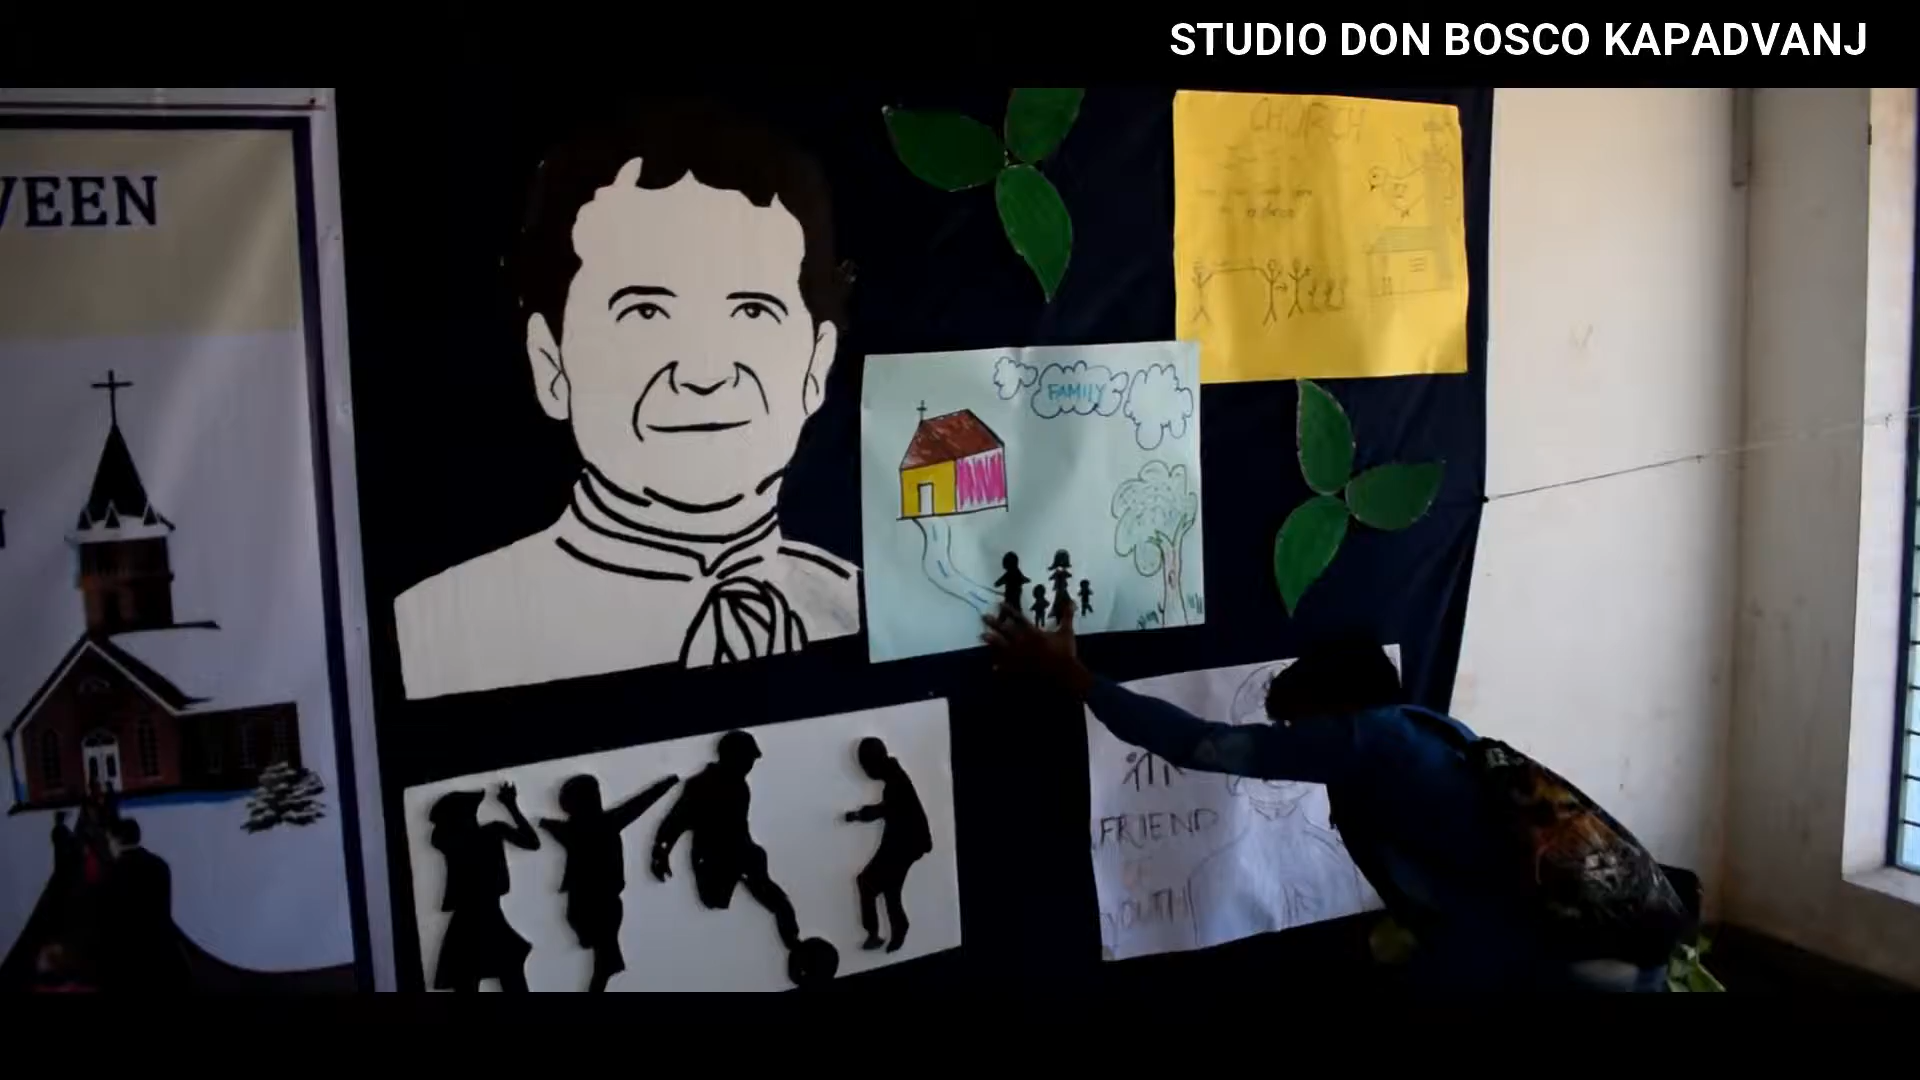 STUDIO DON BOSCO KAPADVANJ
VEEN
CHURCH
FAMILY
FRIEND
YOUTH